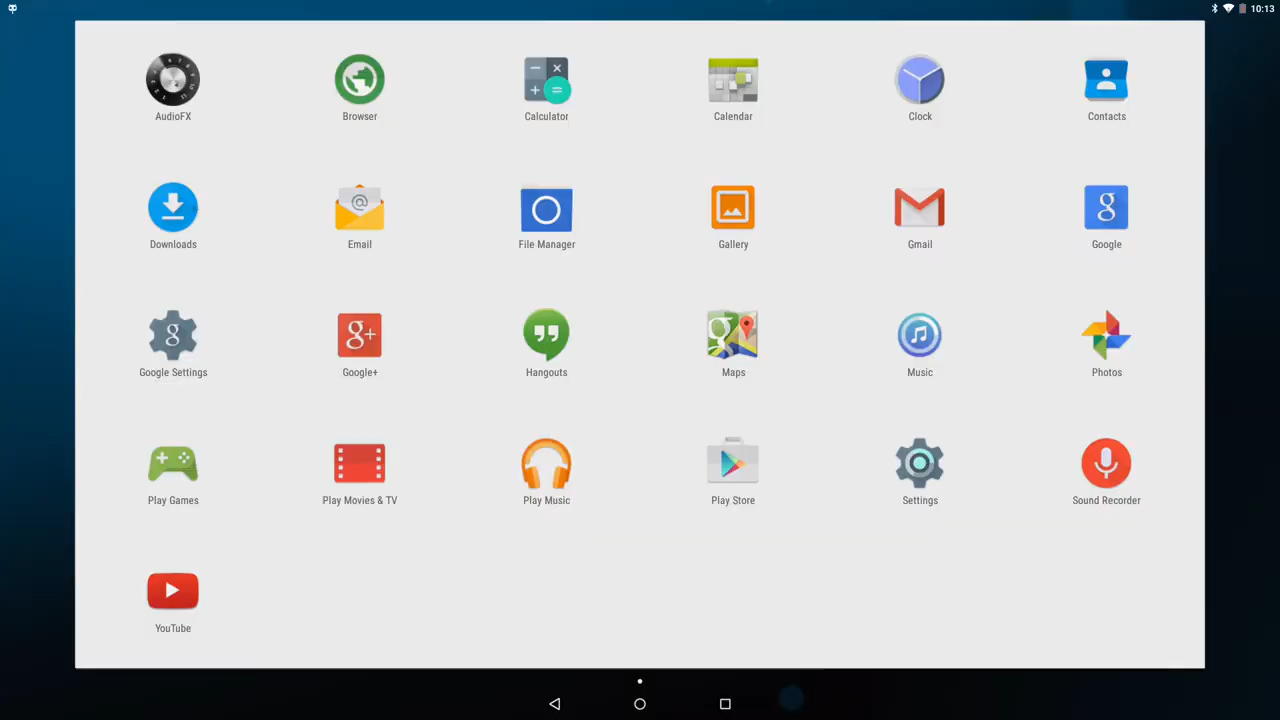 10:13
AudioFX Browser Calculator Calendar Clock Contacts
Downloads Email File Manager Gallery Gmail Google
Google Settings Google+ Hangouts Maps Music Photos
Play Games Play Movies & TV Play Music Play Store Settings Sound Recorder
YouTube